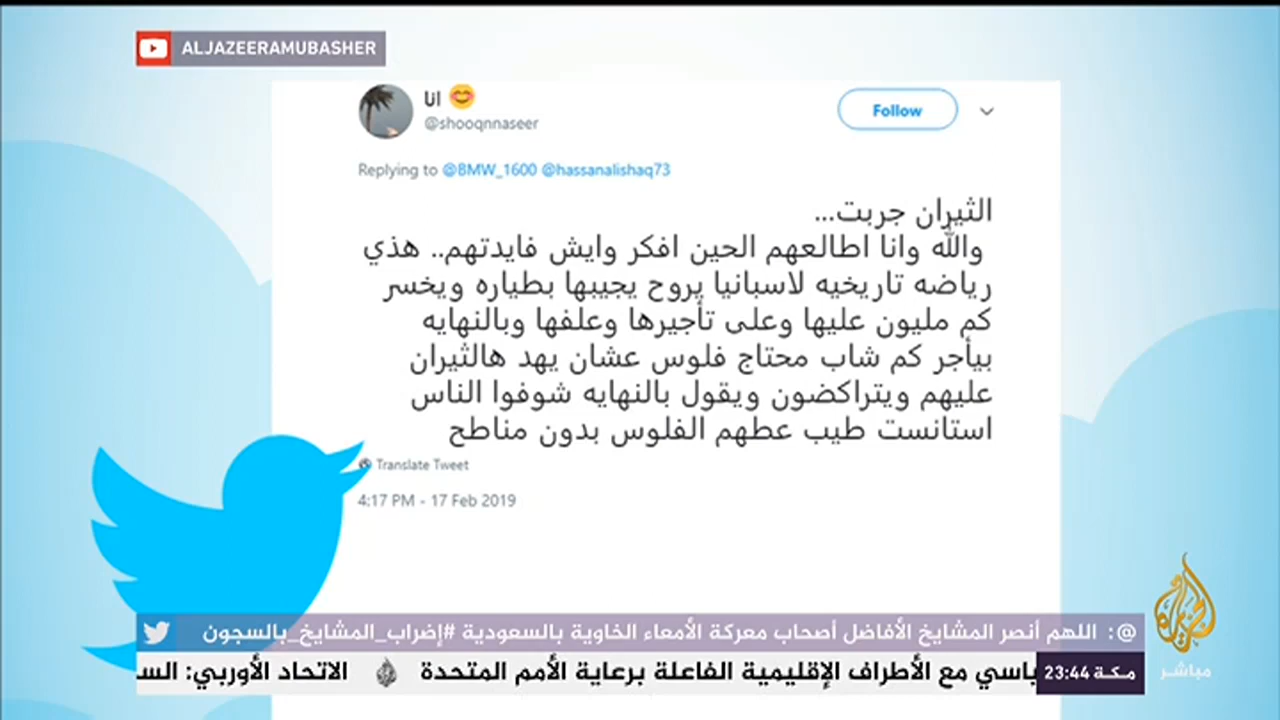 ALJAZEERAMUBASHER
انا 😊
@shooqnnaseer
Follow
Replying to @BMW_1600 @hassanalishaq73
الثيران جربت...
والله وانا اطالعهم الحين افكر وايش فايدتهم.. هذي
رياضه تاريخيه لاسبانيا يروح يجيبها بطياره ويخسر
كم مليون عليها وعلى تأجيرها وعلفها وبالنهايه
بيأجر كم شاب محتاج فلوس عشان يهد هالثيران
عليهم ويتراكضون ويقول بالنهايه شوفوا الناس
استانست طيب عطهم الفلوس بدون مناطح
Translate Tweet
4:17 PM - 17 Feb 2019
@: اللهم أنصر المشايخ الأفاضل أصحاب معركة الأمعاء الخاوية بالسعودية #إضراب_المشايخ_بالسجون
مكة 23:44
ياسي مع الأطراف الإقليمية الفاعلة برعاية الأمم المتحدة
الاتحاد الأوربي: الس
الجزيرة
مباشر